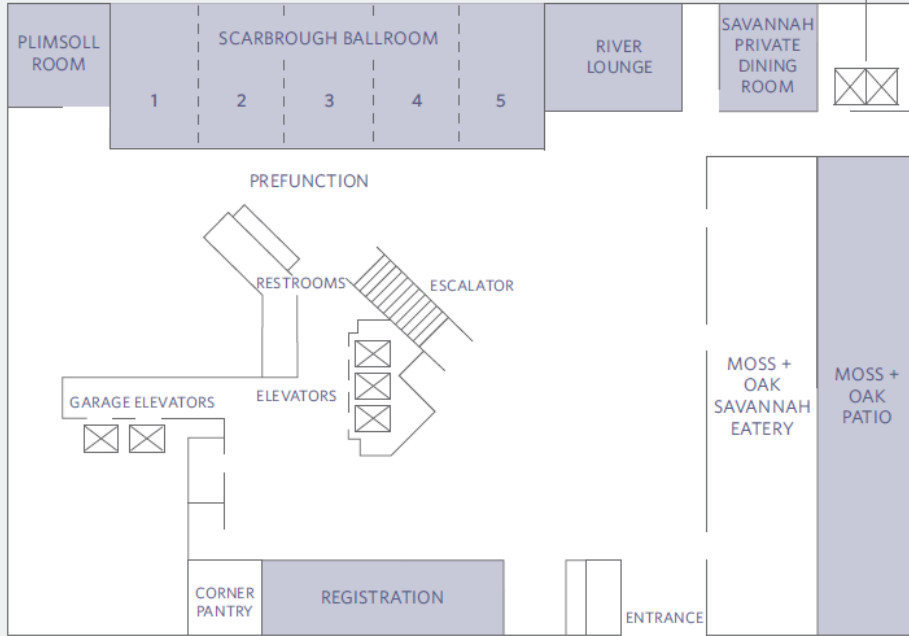 PLIMSOLL
ROOM
SCARBROUGH BALLROOM
1 2 3 4 5
RIVER
LOUNGE
SAVANNAH
PRIVATE
DINING
ROOM
PREFUNCTION
RESTROOMS
ESCALATOR
ELEVATORS
GARAGE ELEVATORS
MOSS +
OAK
SAVANNAH
EATERY
MOSS +
OAK
PATIO
CORNER
PANTRY
REGISTRATION
ENTRANCE